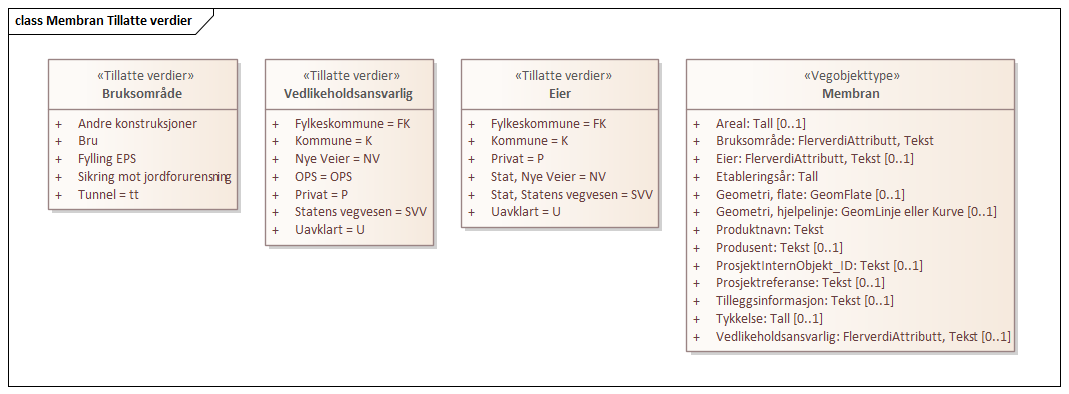 class Membran Tillatte verdier
«Tillatte verdier»
Bruksområde
+ Andre konstruksjoner
+ Bru
+ Fylling EPS
+ Sikring mot jordforurensning
+ Tunnel = tt
«Tillatte verdier»
Vedlikeholdsansvarlig
+ Fylkeskommune = FK
+ Kommune = K
+ Nye Veier = NV
+ OPS = OPS
+ Privat = P
+ Statens vegvesen = SVV
+ Uavklart = U
«Tillatte verdier»
Eier
+ Fylkeskommune = FK
+ Kommune = K
+ Privat = P
+ Stat, Nye Veier = NV
+ Stat, Statens vegvesen = SVV
+ Uavklart = U
«Vegobjekttype»
Membran
+ Areal: Tall [0..1]
+ Bruksområde: FlerverdiAttributt, Tekst
+ Eier: FlerverdiAttributt, Tekst [0..1]
+ Etableringsår: Tall
+ Geometri, flate: GeomFlate [0..1]
+ Geometri, hjelpelinje: GeomLinje eller Kurve [0..1]
+ Produktnavn: Tekst
+ Produsent: Tekst [0..1]
+ ProsjektInternObjekt_ID: Tekst [0..1]
+ Prosjektreferanse: Tekst [0..1]
+ Tilleggsinformasjon: Tekst [0..1]
+ Tykkelse: Tall [0..1]
+ Vedlikeholdsansvarlig: FlerverdiAttributt, Tekst [0..1]